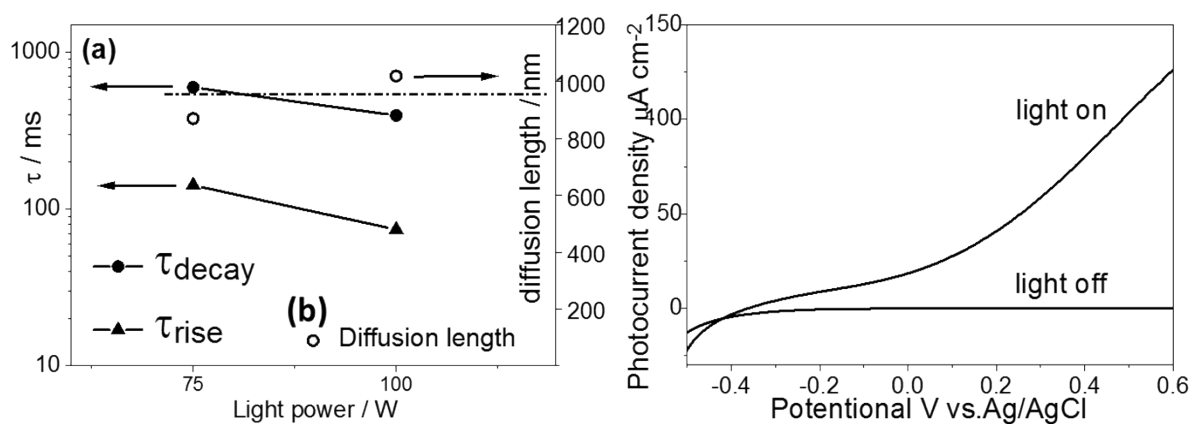 (a)
1000
100
10
τ / ms
τdecay
τrise
(b)
Diffusion length
75
100
Light power / W
1200
1000
800
600
400
200
diffusion length / nm
150
100
50
0
Photocurrent density µA cm-2
light on
light off
-0.4
-0.2
0.0
0.2
0.4
0.6
Potentional V vs.Ag/AgCl